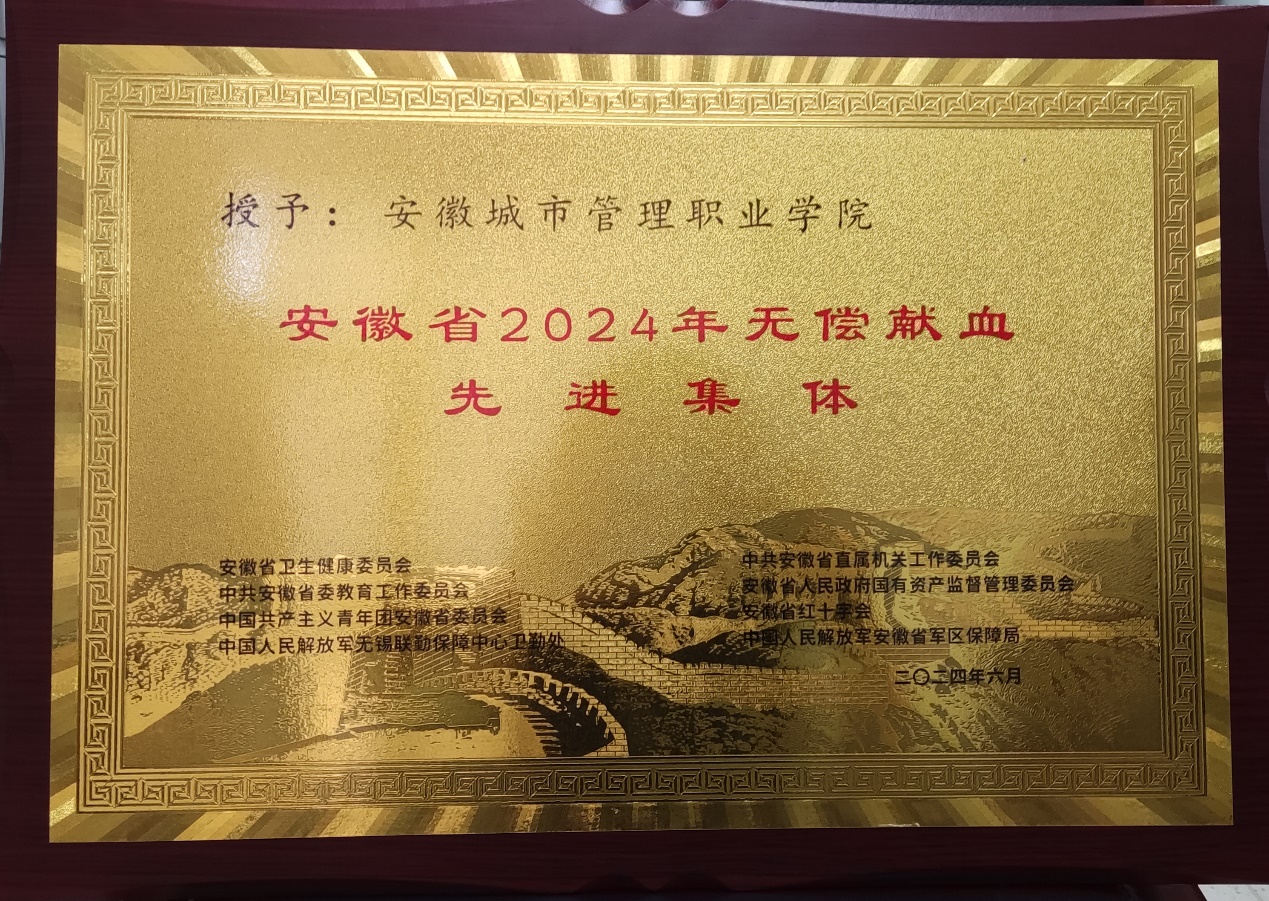 授予：安徽城市管理职业学院
安徽省2024年无偿献血
先进集体
安徽省卫生健康委员会
中共安徽省委教育工作委员会
中国共产主义青年团安徽省委员会
中国人民解放军无锡联勤保障中心卫勤处
中共安徽省直属机关工作委员会
安徽省人民政府国有资产监督管理委员会
安徽省红十字会
中国人民解放军安徽省军区保障局
二〇二四年六月